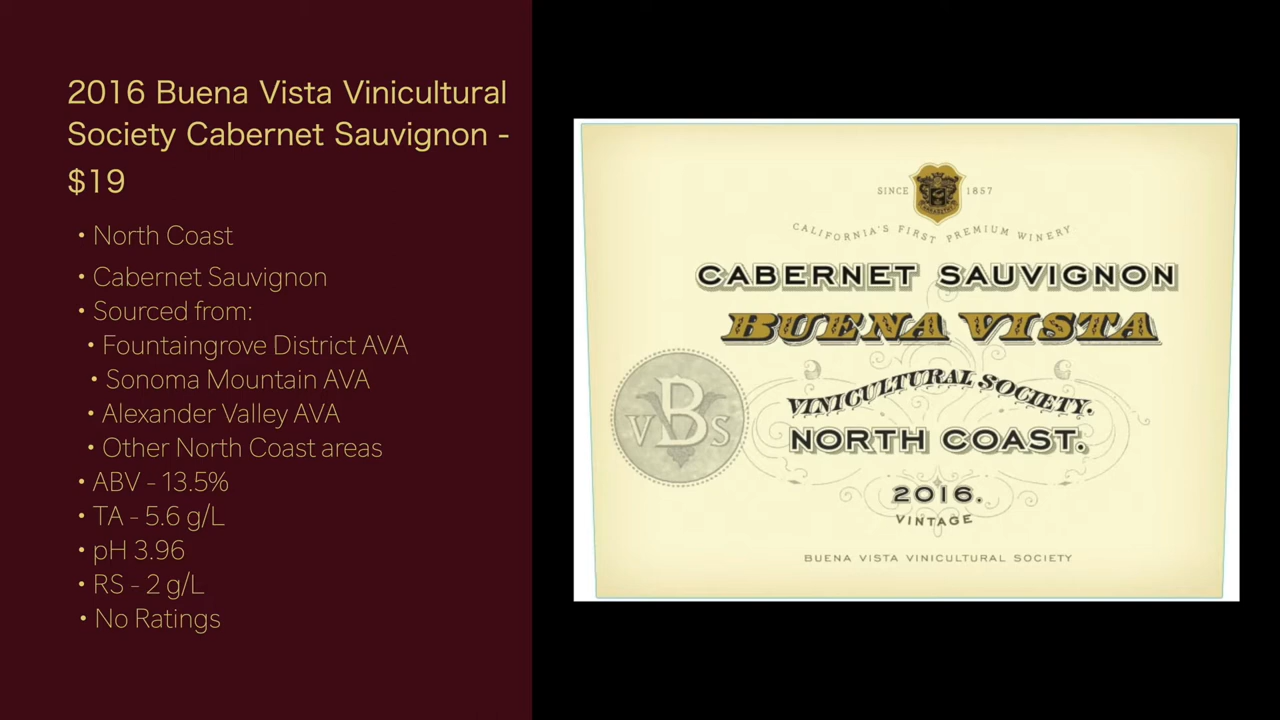 2016 Buena Vista Vinicultural
Society Cabernet Sauvignon -
$19
• North Coast
• Cabernet Sauvignon
• Sourced from:
• Fountaingrove District AVA
• Sonoma Mountain AVA
• Alexander Valley AVA
• Other North Coast areas
• ABV - 13.5%
• TA - 5.6 g/L
• pH 3.96
• RS - 2 g/L
• No Ratings
SINCE 1857
CALIFORNIA'S FIRST PREMIUM WINERY
CABERNET SAUVIGNON
BUENA VISTA
VINICULTURAL SOCIETY.
NORTH COAST.
2016.
VINTAGE
BUENA VISTA VINICULTURAL SOCIETY
V B S